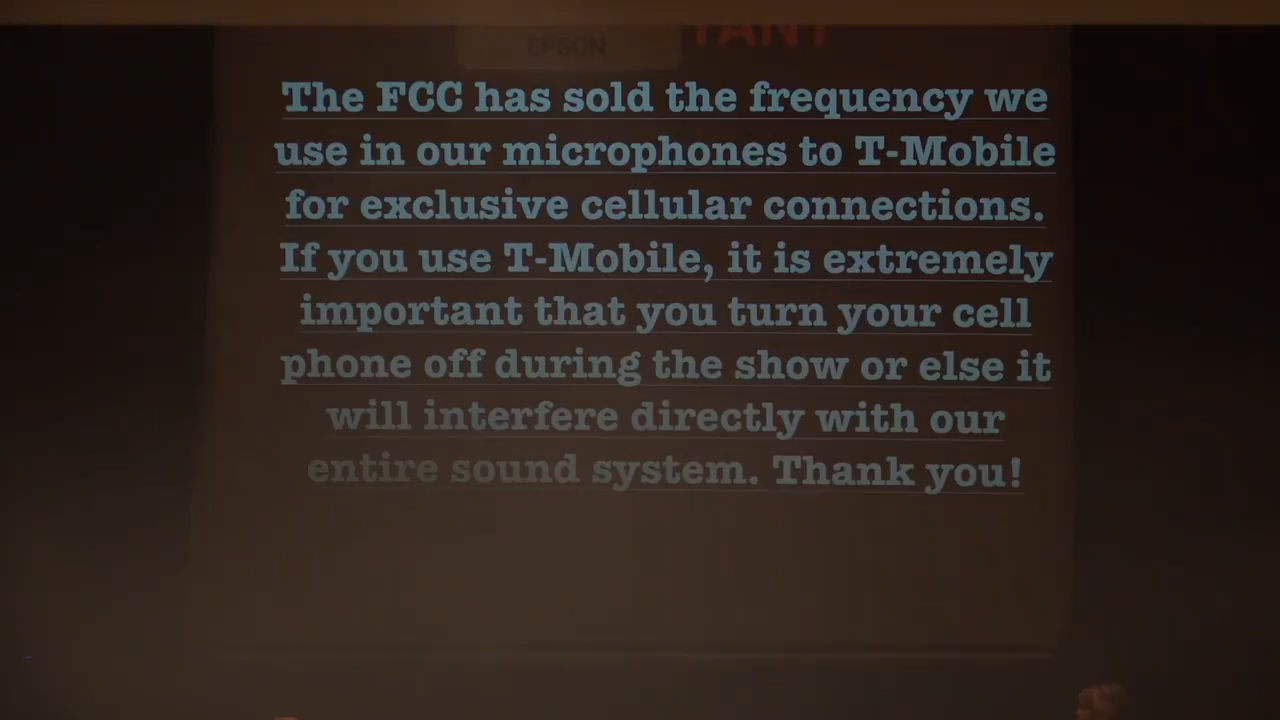 TANT
EPSON
The FCC has sold the frequency we
use in our microphones to T-Mobile
for exclusive cellular connections.
If you use T-Mobile, it is extremely
important that you turn your cell
phone off during the show or else it
will interfere directly with our
entire sound system. Thank you!